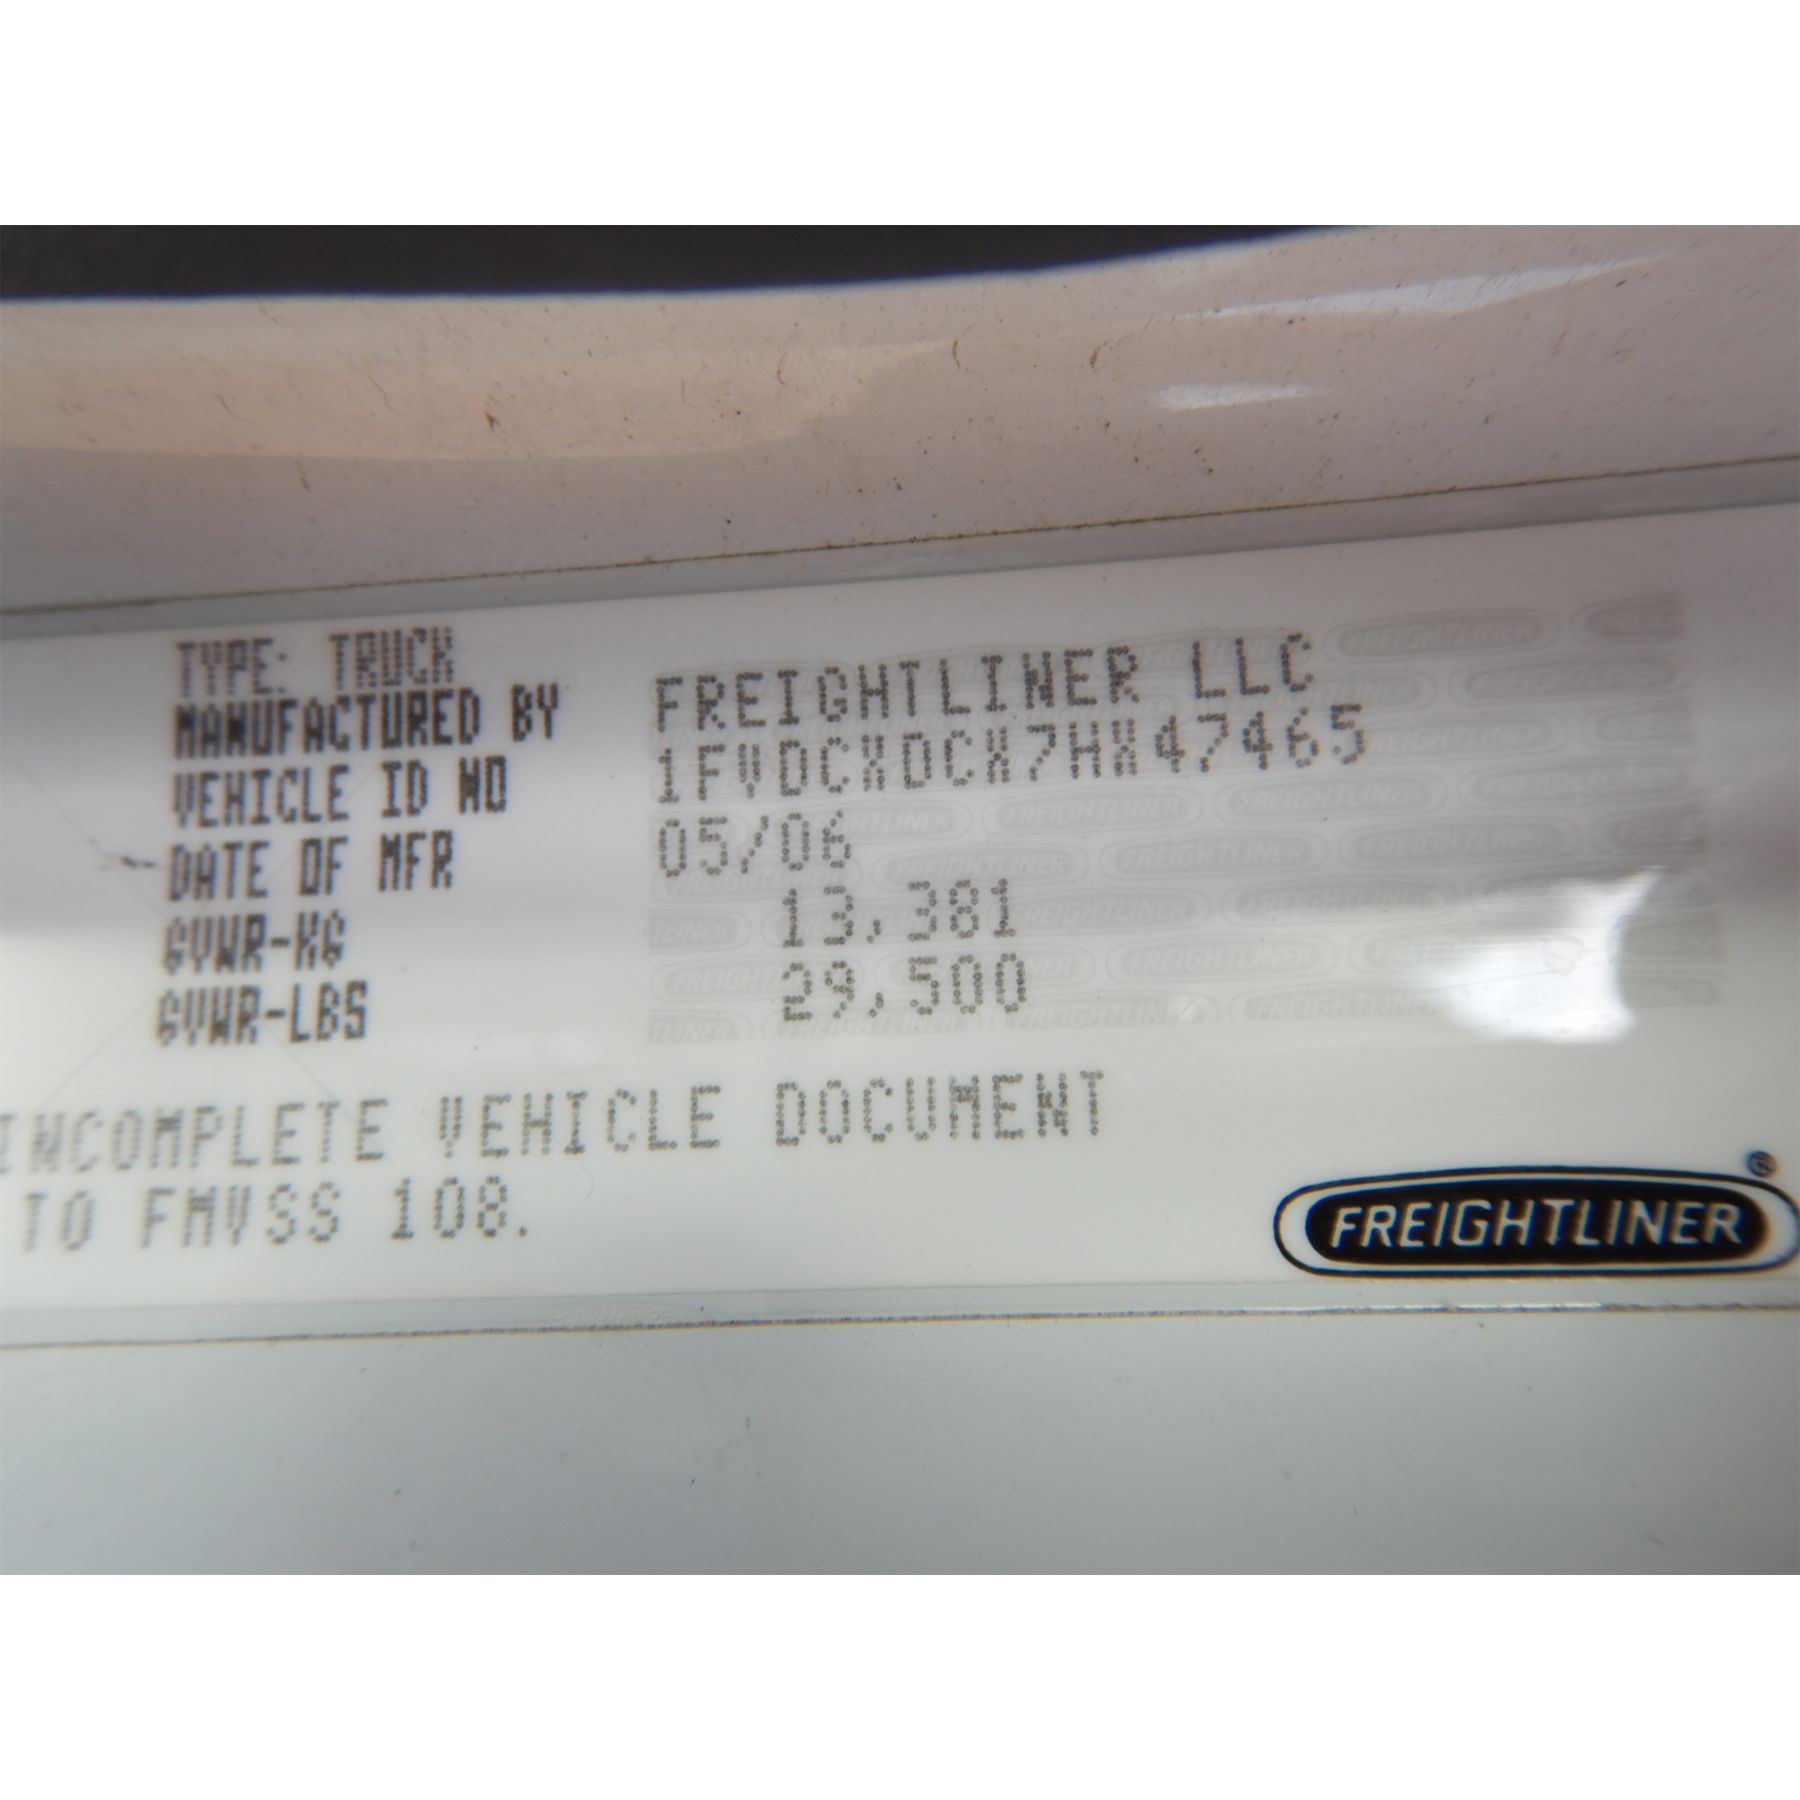 TYPE: TRUCK
MANUFACTURED BY FREIGHTLINER LLC
VEHICLE ID NO
DATE OF MFR 05/06
GVWR-KG 13,381
GVWR-LBS 29,500
INCOMPLETE VEHICLE DOCUMENT
TO FMVSS 108.
FREIGHTLINER®